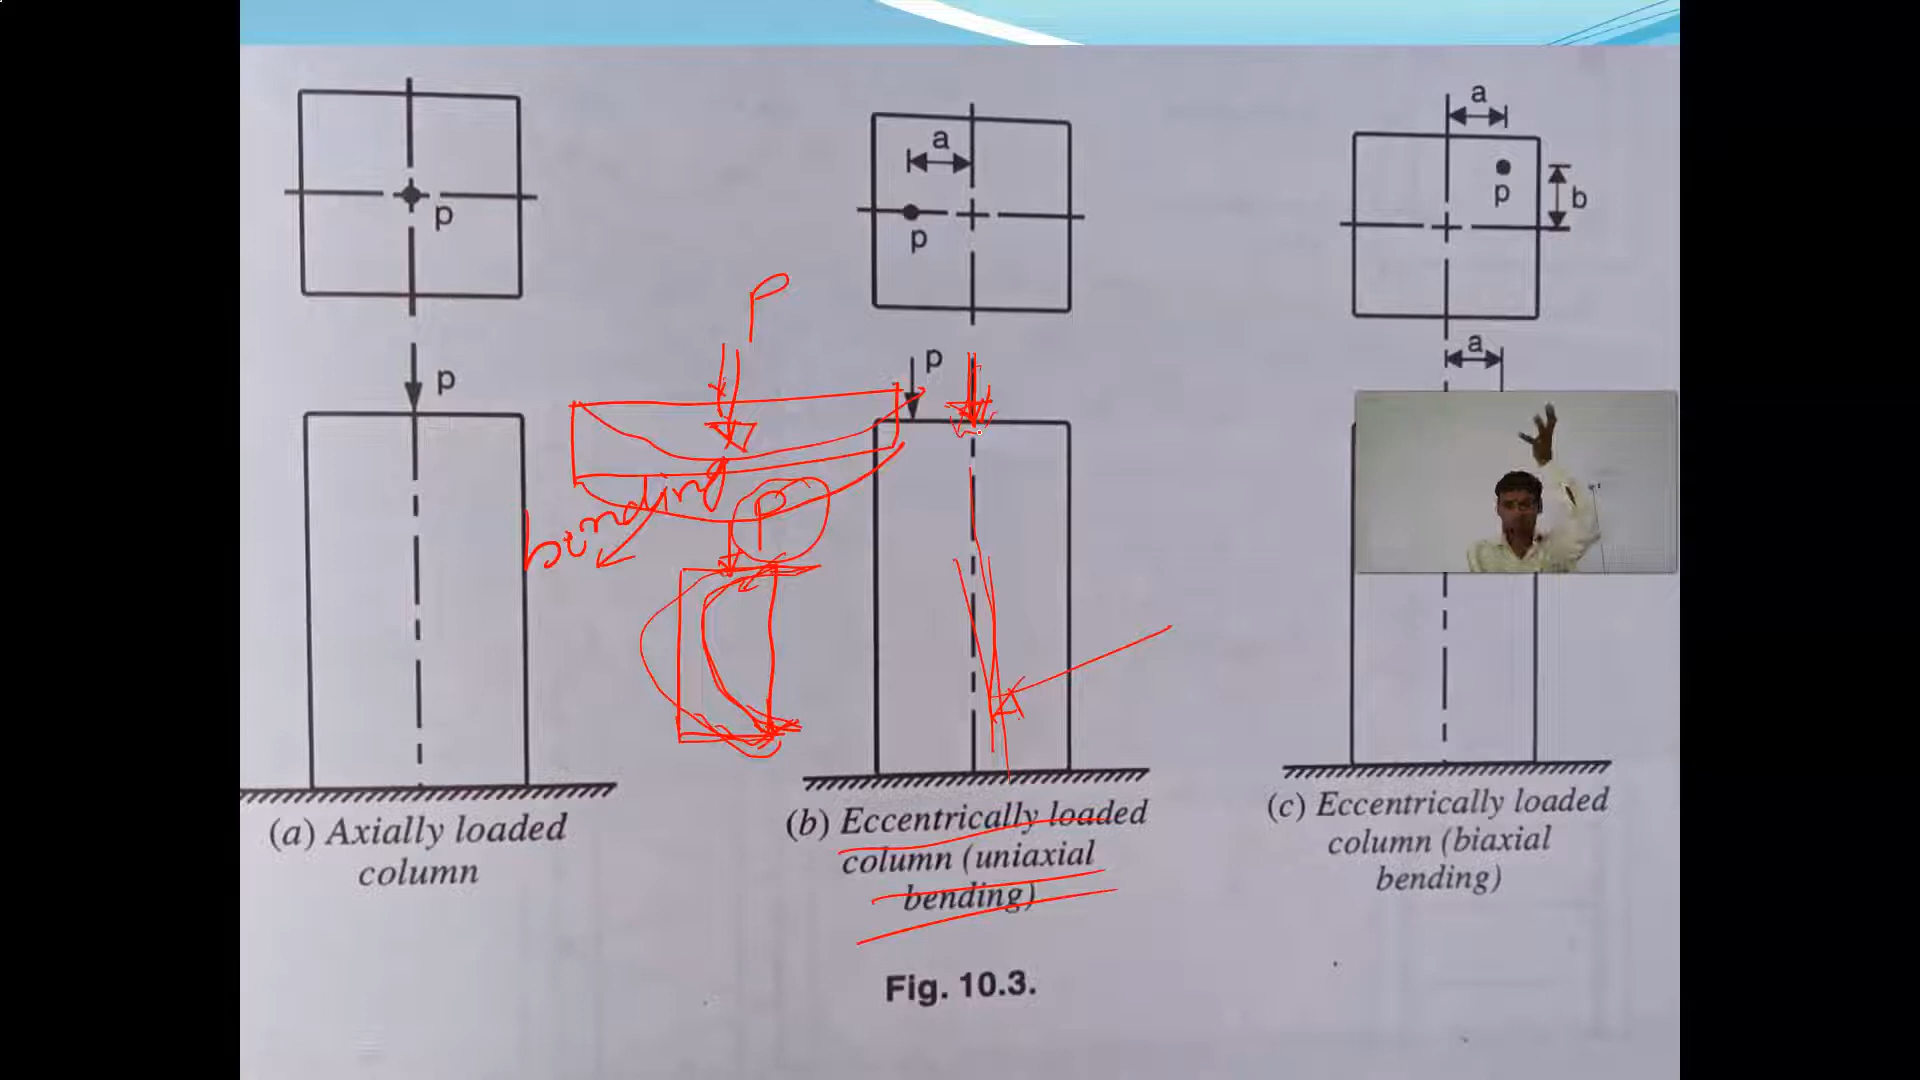 a
a
b
p
p
p
P
a
p
p
bending
P
(a) Axially loaded
column
(b) Eccentrically loaded
column (uniaxial
bending)
(c) Eccentrically loaded
column (biaxial
bending)
Fig. 10.3.